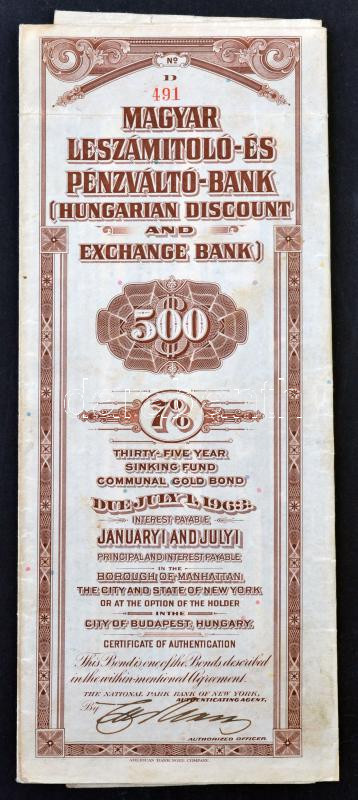 No
D
491
MAGYAR
LESZÁMITOLÓ-ÉS
PÉNZVÁLTÓ-BANK
(HUNGARIAN DISCOUNT
AND
EXCHANGE BANK)
500
7%
THIRTY-FIVE YEAR
SINKING FUND
COMMUNAL GOLD BOND
DUE JULY 1, 1963.
INTEREST PAYABLE
JANUARY 1 AND JULY 1
PRINCIPAL AND INTEREST PAYABLE
IN THE
BOROUGH OF MANHATTAN,
THE CITY AND STATE OF NEW YORK,
OR AT THE OPTION OF THE HOLDER
IN THE
CITY OF BUDAPEST, HUNGARY.
CERTIFICATE OF AUTHENTICATION
This Bond is one of the Bonds described
in the within-mentioned Agreement.
THE NATIONAL PARK BANK OF NEW YORK,
AUTHENTICATING AGENT,
By
AUTHORIZED OFFICER.
AMERICAN BANK NOTE COMPANY.